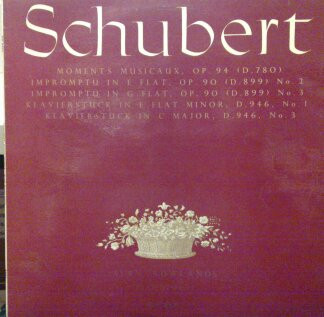 Schubert
MOMENTS MUSICAUX, OP. 94 (D.780)
IMPROMPTU IN E FLAT, OP. 90 (D.899) No. 2
IMPROMPTU IN G FLAT, OP. 90 (D.899) No. 3
KLAVIERSTÜCK IN E FLAT MINOR, D.946, No. 1
KLAVIERSTÜCK IN C MAJOR, D.946, No. 3